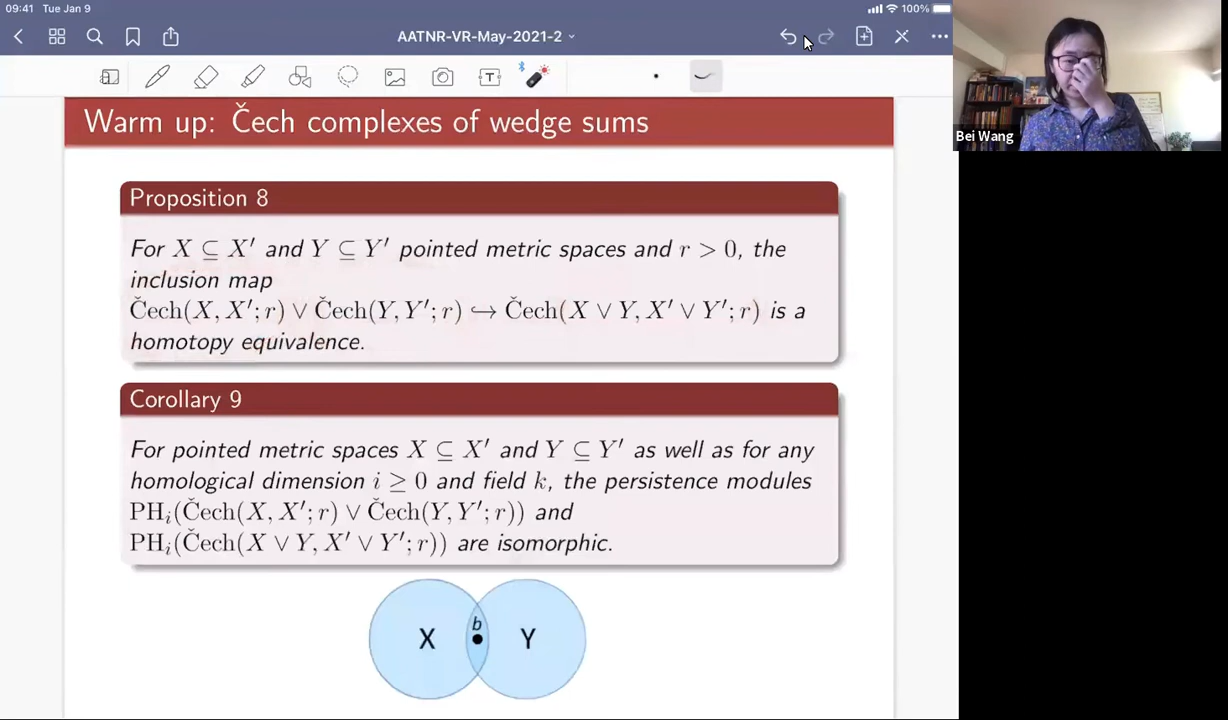 09:41 Tue Jan 9
100%
AATNR-VR-May-2021-2
T
Bei Wang
Warm up: Čech complexes of wedge sums
Proposition 8
For X ⊆ X′ and Y ⊆ Y′ pointed metric spaces and r > 0, the
inclusion map
Čech(X, X′; r) ∨ Čech(Y, Y′; r) ↪ Čech(X ∨ Y, X′ ∨ Y′; r) is a
homotopy equivalence.
Corollary 9
For pointed metric spaces X ⊆ X′ and Y ⊆ Y′ as well as for any
homological dimension i ≥ 0 and field k, the persistence modules
PHᵢ(Čech(X, X′; r) ∨ Čech(Y, Y′; r)) and
PHᵢ(Čech(X ∨ Y, X′ ∨ Y′; r)) are isomorphic.
X b Y